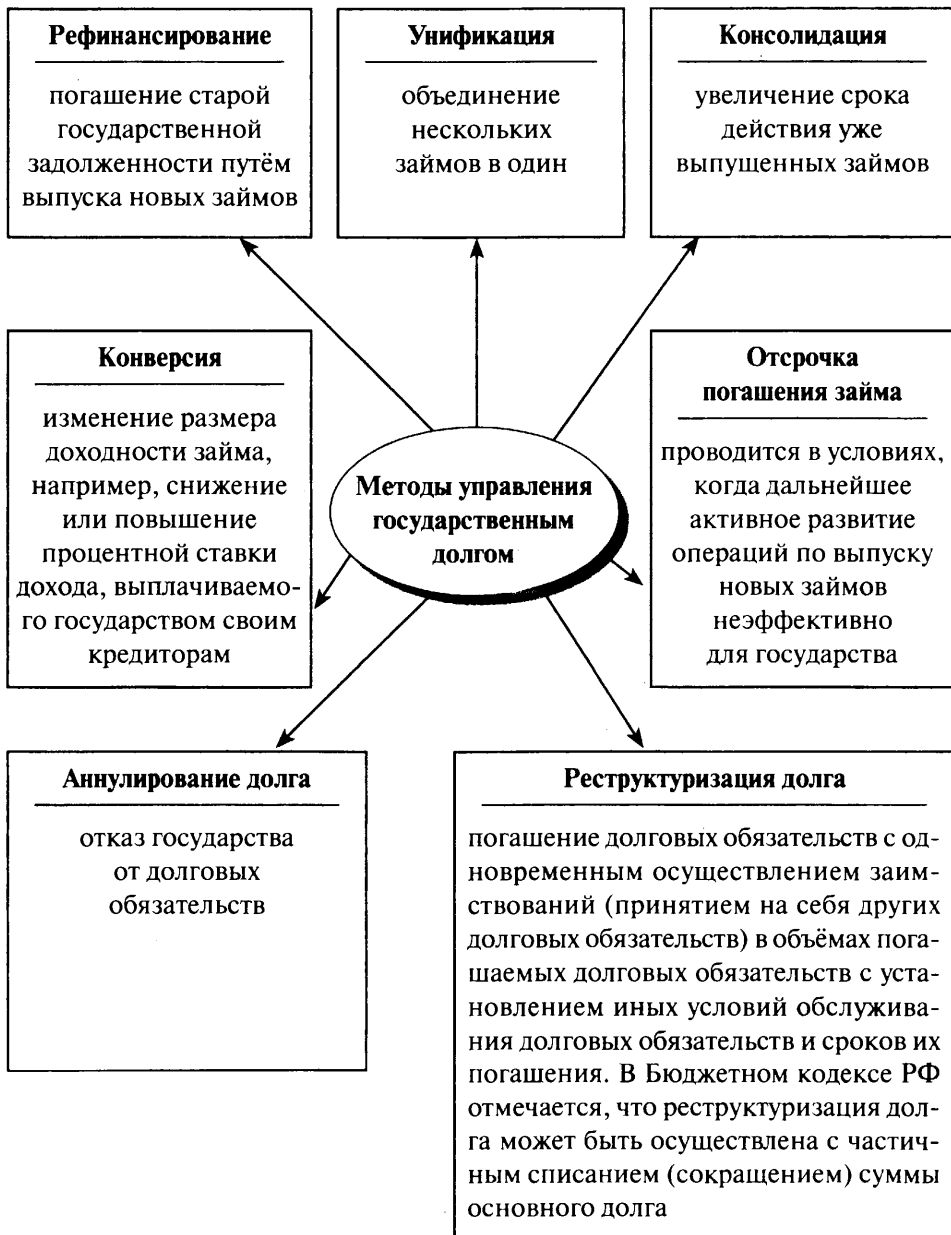 Рефинансирование
погашение старой
государственной
задолженности путём
выпуска новых займов
Унификация
объединение
нескольких
займов в один
Консолидация
увеличение срока
действия уже
выпущенных займов
Конверсия
изменение размера
доходности займа,
например, снижение
или повышение
процентной ставки
дохода, выплачиваемо-
го государством своим
кредиторам
Методы управления
государственным
долгом
Отсрочка
погашения займа
проводится в условиях,
когда дальнейшее
активное развитие
операций по выпуску
новых займов
неэффективно
для государства
Аннулирование долга
отказ государства
от долговых
обязательств
Реструктуризация долга
погашение долговых обязательств с од-
новременным осуществлением заим-
ствований (принятием на себя других
долговых обязательств) в объёмах пога-
шаемых долговых обязательств с уста-
новлением иных условий обслужива-
ния долговых обязательств и сроков их
погашения. В Бюджетном кодексе РФ
отмечается, что реструктуризация дол-
га может быть осуществлена с частич-
ным списанием (сокращением) суммы
основного долга